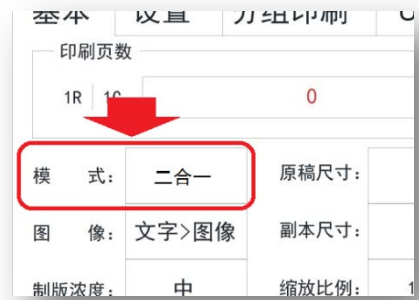 基本 设置 分组印刷
印刷页数
1R 1C 0
模 式: 二合一 原稿尺寸:
图 像: 文字>图像 副本尺寸:
制版浓度: 中 缩放比例: 1